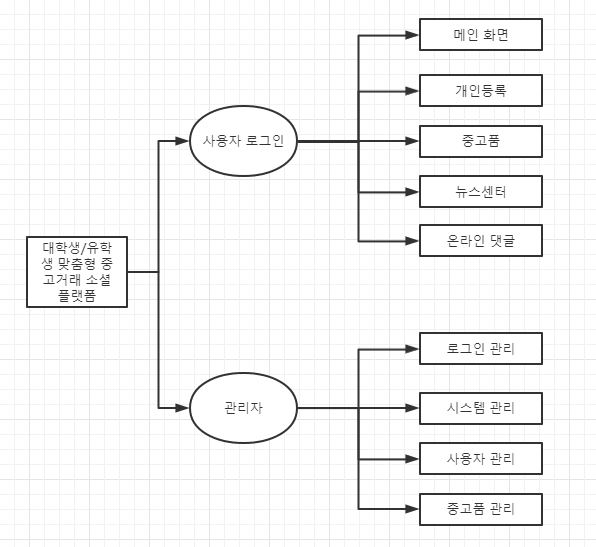 메인 화면
개인등록
사용자 로그인
중고품
뉴스센터
온라인 댓글
대학생/유학
생 맞춤형 중
고거래 소셜
플랫폼
로그인 관리
관리자
시스템 관리
사용자 관리
중고품 관리